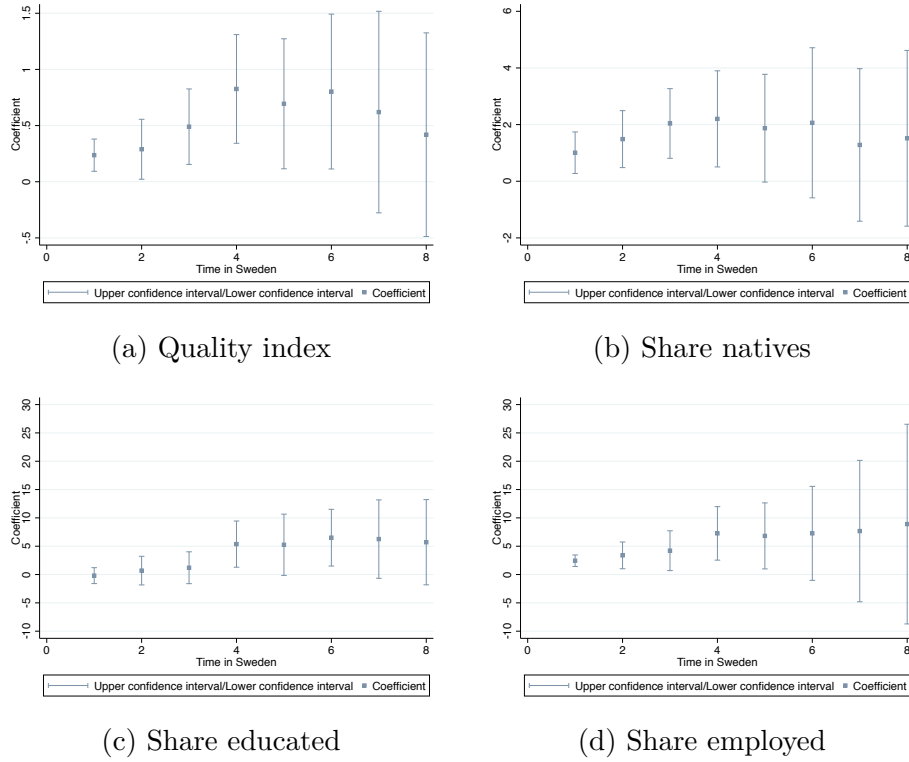 1.5
1
.5
0
-.5
Coefficient
0 2 4 6 8
Time in Sweden
Upper confidence interval/Lower confidence interval Coefficient
(a) Quality index
6
4
2
0
-2
Coefficient
0 2 4 6 8
Time in Sweden
Upper confidence interval/Lower confidence interval Coefficient
(b) Share natives
30
25
20
15
10
5
0
-5
-10
Coefficient
0 2 4 6 8
Time in Sweden
Upper confidence interval/Lower confidence interval Coefficient
(c) Share educated
30
25
20
15
10
5
0
-5
-10
Coefficient
0 2 4 6 8
Time in Sweden
Upper confidence interval/Lower confidence interval Coefficient
(d) Share employed